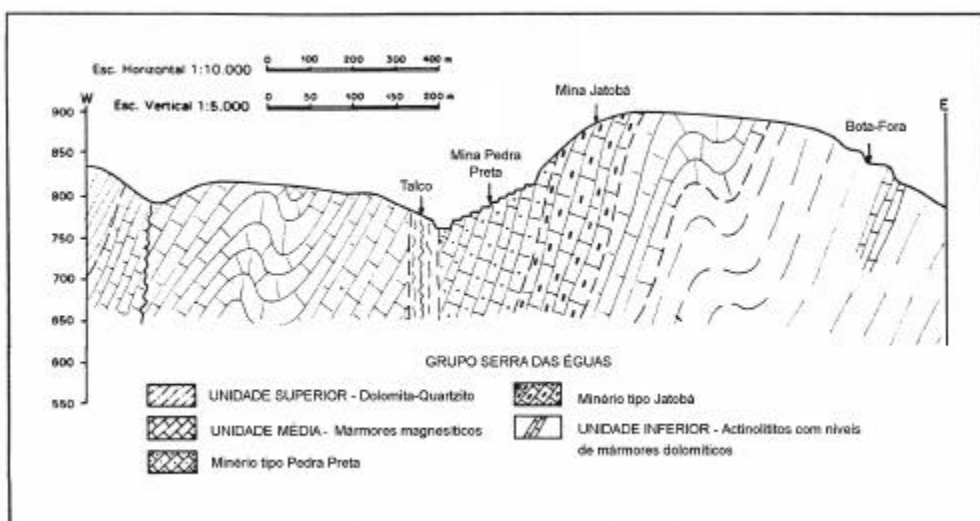 Esc. Horizontal 1:10.000
0 100 200 300 400 m
Esc. Vertical 1:5.000
0 50 100 150 200 m
W
E
Mina Jatobá
Bota-Fora
Mina Pedra
Preta
Talco
900
850
800
750
700
650
600
550
GRUPO SERRA DAS ÉGUAS
UNIDADE SUPERIOR - Dolomita-Quartzito
UNIDADE MÉDIA - Mármores magnesíticos
Minério tipo Pedra Preta
Minério tipo Jatobá
UNIDADE INFERIOR - Actinolititos com níveis
de mármores dolomíticos